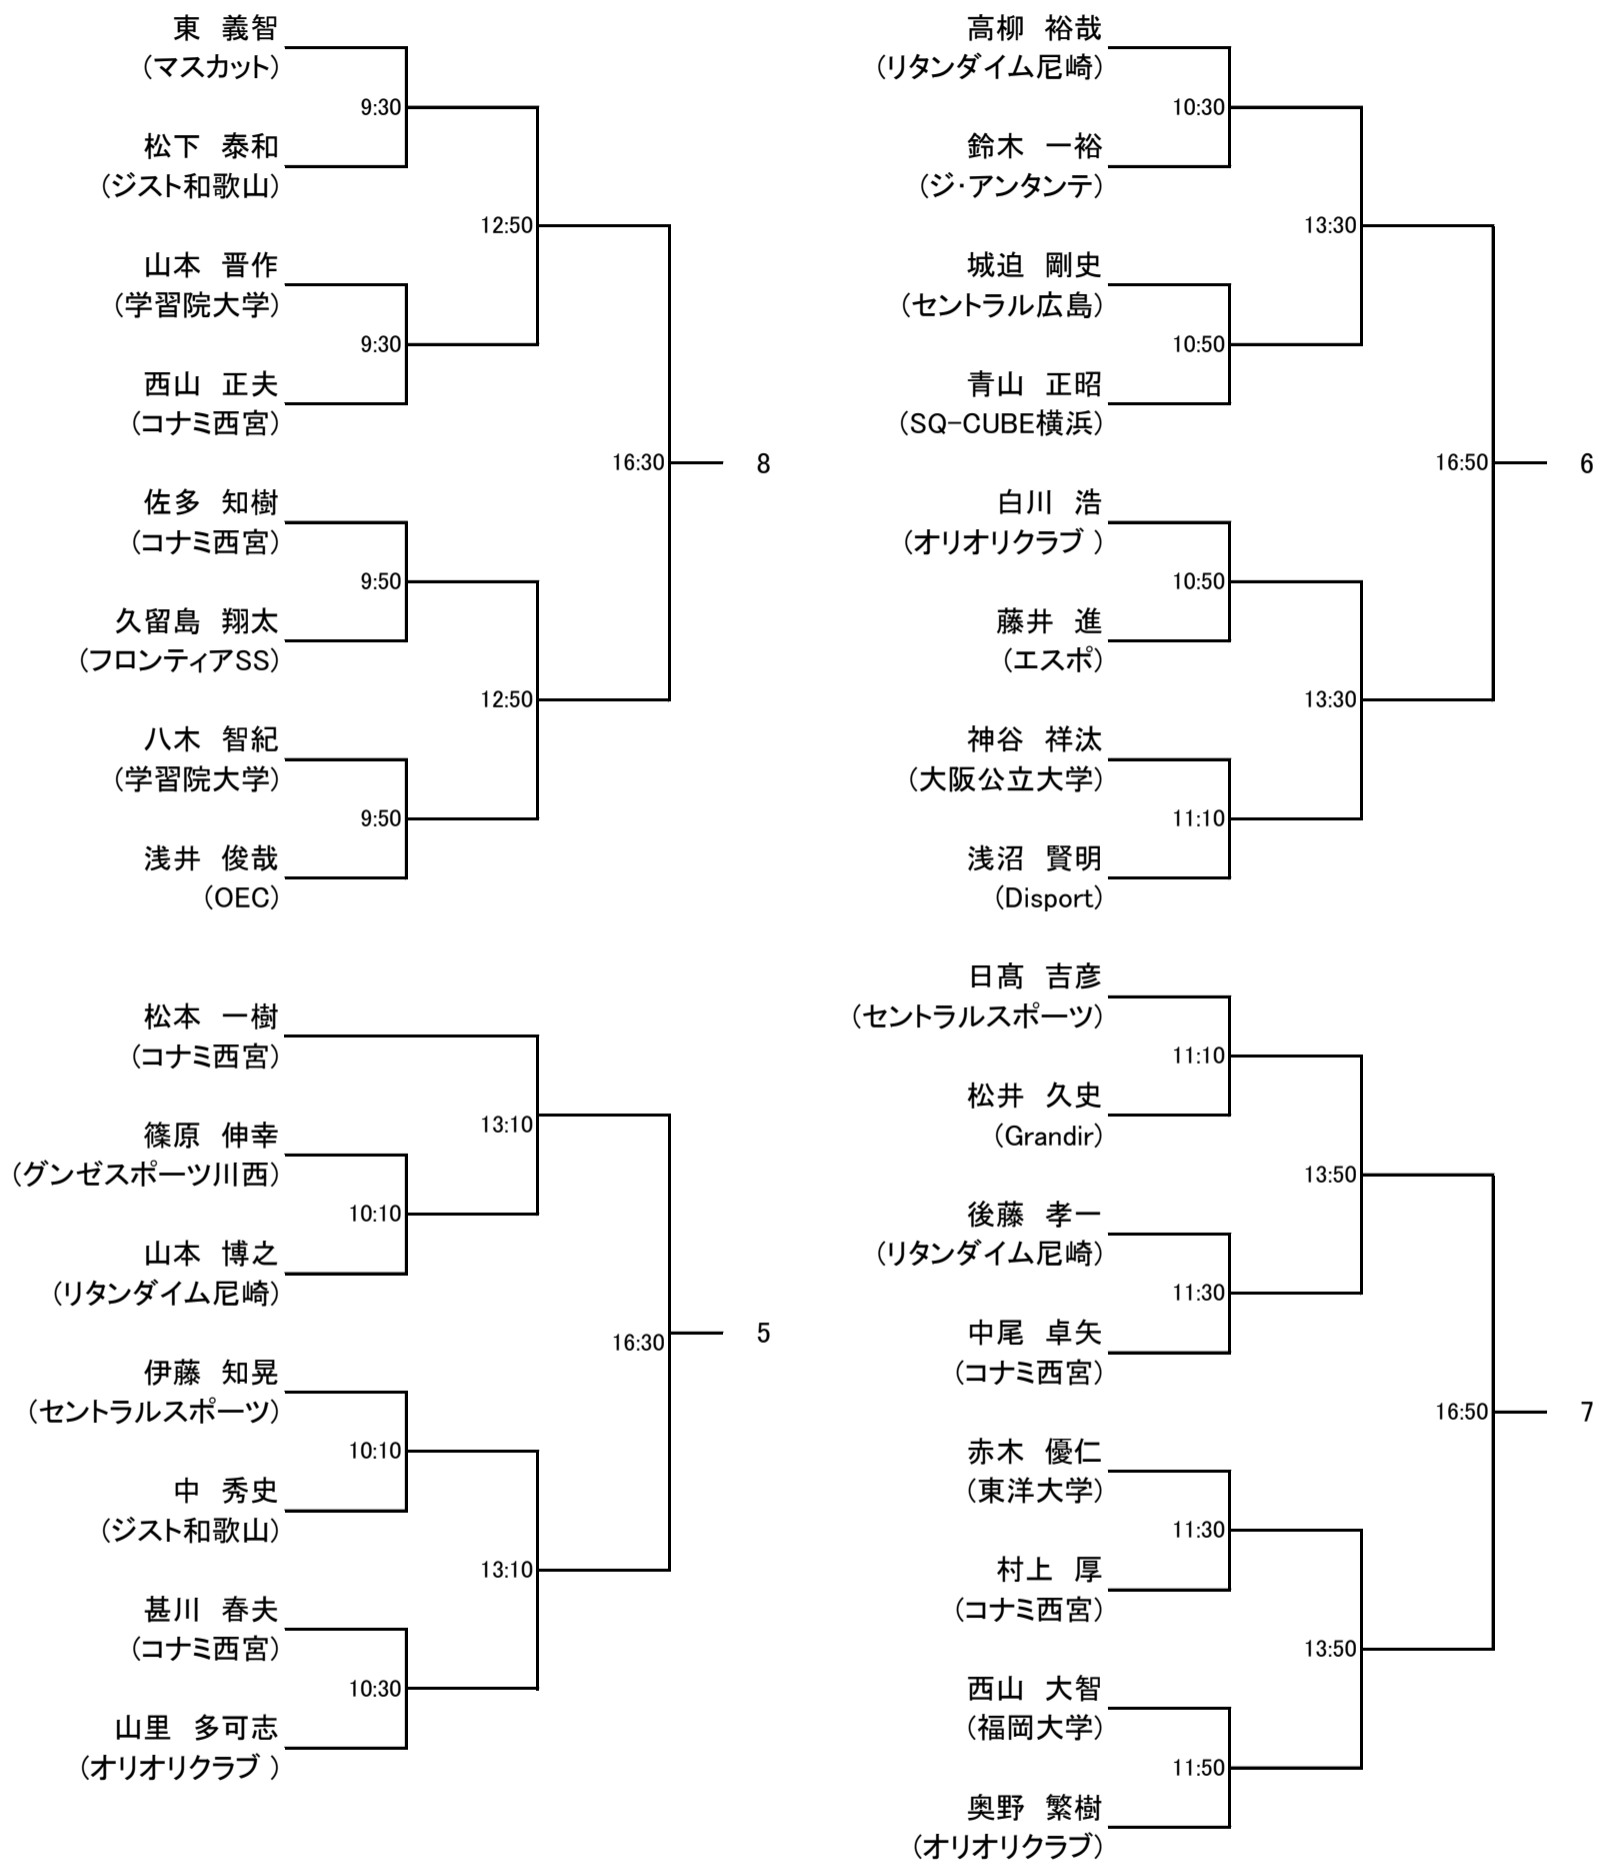 東 義智
(マスカット)
9:30
松下 泰和
(ジスト和歌山)
12:50
山本 晋作
(学習院大学)
9:30
西山 正夫
(コナミ西宮)
16:30
8
佐多 知樹
(コナミ西宮)
9:50
久留島 翔太
(フロンティアSS)
12:50
八木 智紀
(学習院大学)
9:50
浅井 俊哉
(OEC)
松本 一樹
(コナミ西宮)
13:10
篠原 伸幸
(グンゼスポーツ川西)
10:10
山本 博之
(リタンダイム尼崎)
16:30
5
伊藤 知晃
(セントラルスポーツ)
10:10
中 秀史
(ジスト和歌山)
13:10
甚川 春夫
(コナミ西宮)
10:30
山里 多可志
(オリオリクラブ )
高柳 裕哉
(リタンダイム尼崎)
10:30
鈴木 一裕
(ジ・アンタンテ)
13:30
城迫 剛史
(セントラル広島)
10:50
青山 正昭
(SQ-CUBE横浜)
16:50
6
白川 浩
(オリオリクラブ )
10:50
藤井 進
(エスポ)
13:30
神谷 祥汰
(大阪公立大学)
11:10
浅沼 賢明
(Disport)
日髙 吉彦
(セントラルスポーツ)
11:10
松井 久史
(Grandir)
13:50
後藤 孝一
(リタンダイム尼崎)
11:30
中尾 卓矢
(コナミ西宮)
16:50
7
赤木 優仁
(東洋大学)
11:30
村上 厚
(コナミ西宮)
13:50
西山 大智
(福岡大学)
11:50
奥野 繁樹
(オリオリクラブ)